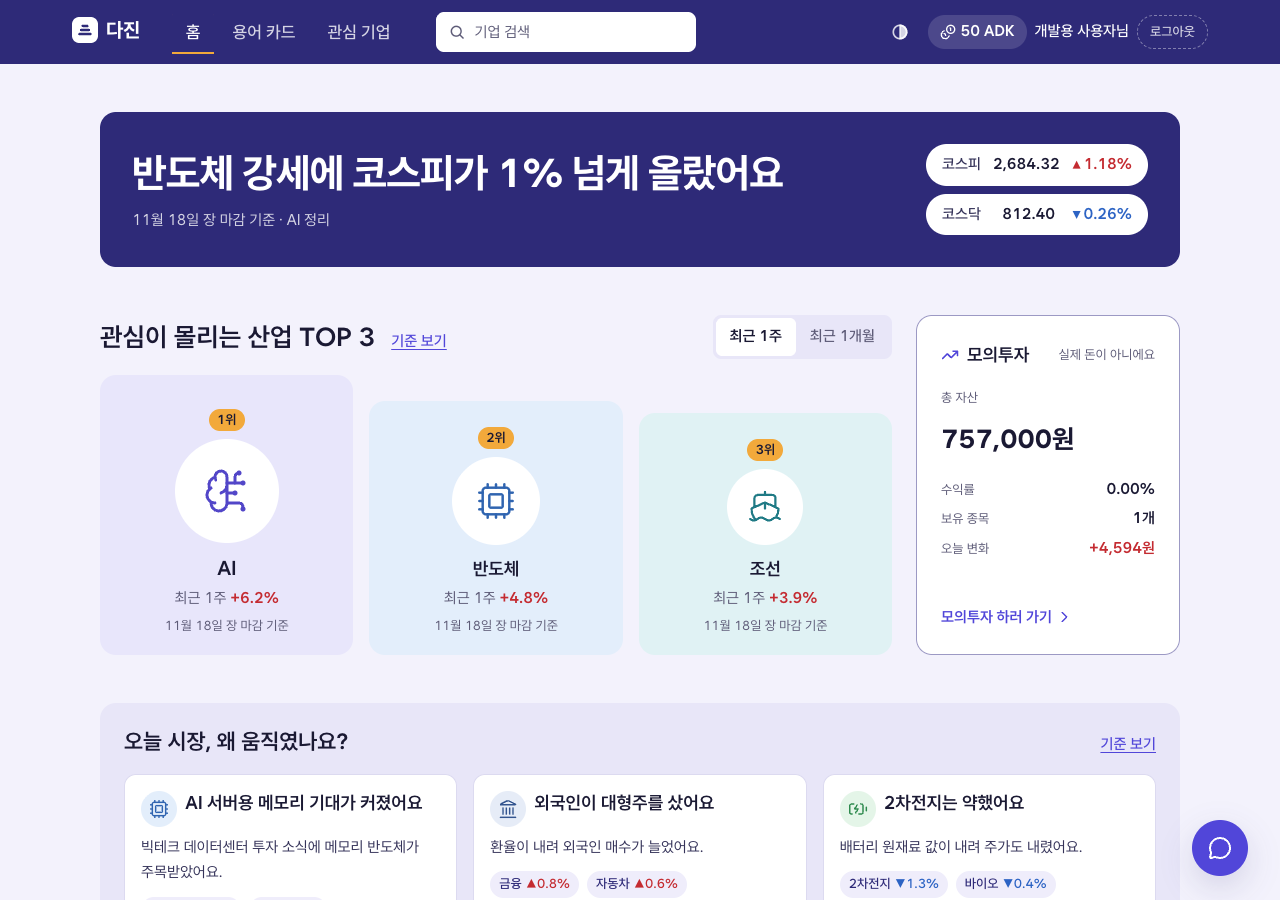 다진
홈
용어 카드
관심 기업
기업 검색
50 ADK
개발용 사용자님
로그아웃
반도체 강세에 코스피가 1% 넘게 올랐어요
11월 18일 장 마감 기준 · AI 정리
코스피 2,684.32 ▲1.18%
코스닥 812.40 ▼0.26%
관심이 몰리는 산업 TOP 3
기준 보기
최근 1주
최근 1개월
1위
AI
최근 1주 +6.2%
11월 18일 장 마감 기준
2위
반도체
최근 1주 +4.8%
11월 18일 장 마감 기준
3위
조선
최근 1주 +3.9%
11월 18일 장 마감 기준
모의투자
실제 돈이 아니에요
총 자산
757,000원
수익률 0.00%
보유 종목 1개
오늘 변화 +4,594원
모의투자 하러 가기
오늘 시장, 왜 움직였나요?
기준 보기
AI 서버용 메모리 기대가 커졌어요
빅테크 데이터센터 투자 소식에 메모리 반도체가
주목받았어요.
외국인이 대형주를 샀어요
환율이 내려 외국인 매수가 늘었어요.
금융 ▲0.8%
자동차 ▲0.6%
2차전지는 약했어요
배터리 원재료 값이 내려 주가도 내렸어요.
2차전지 ▼1.3%
바이오 ▼0.4%